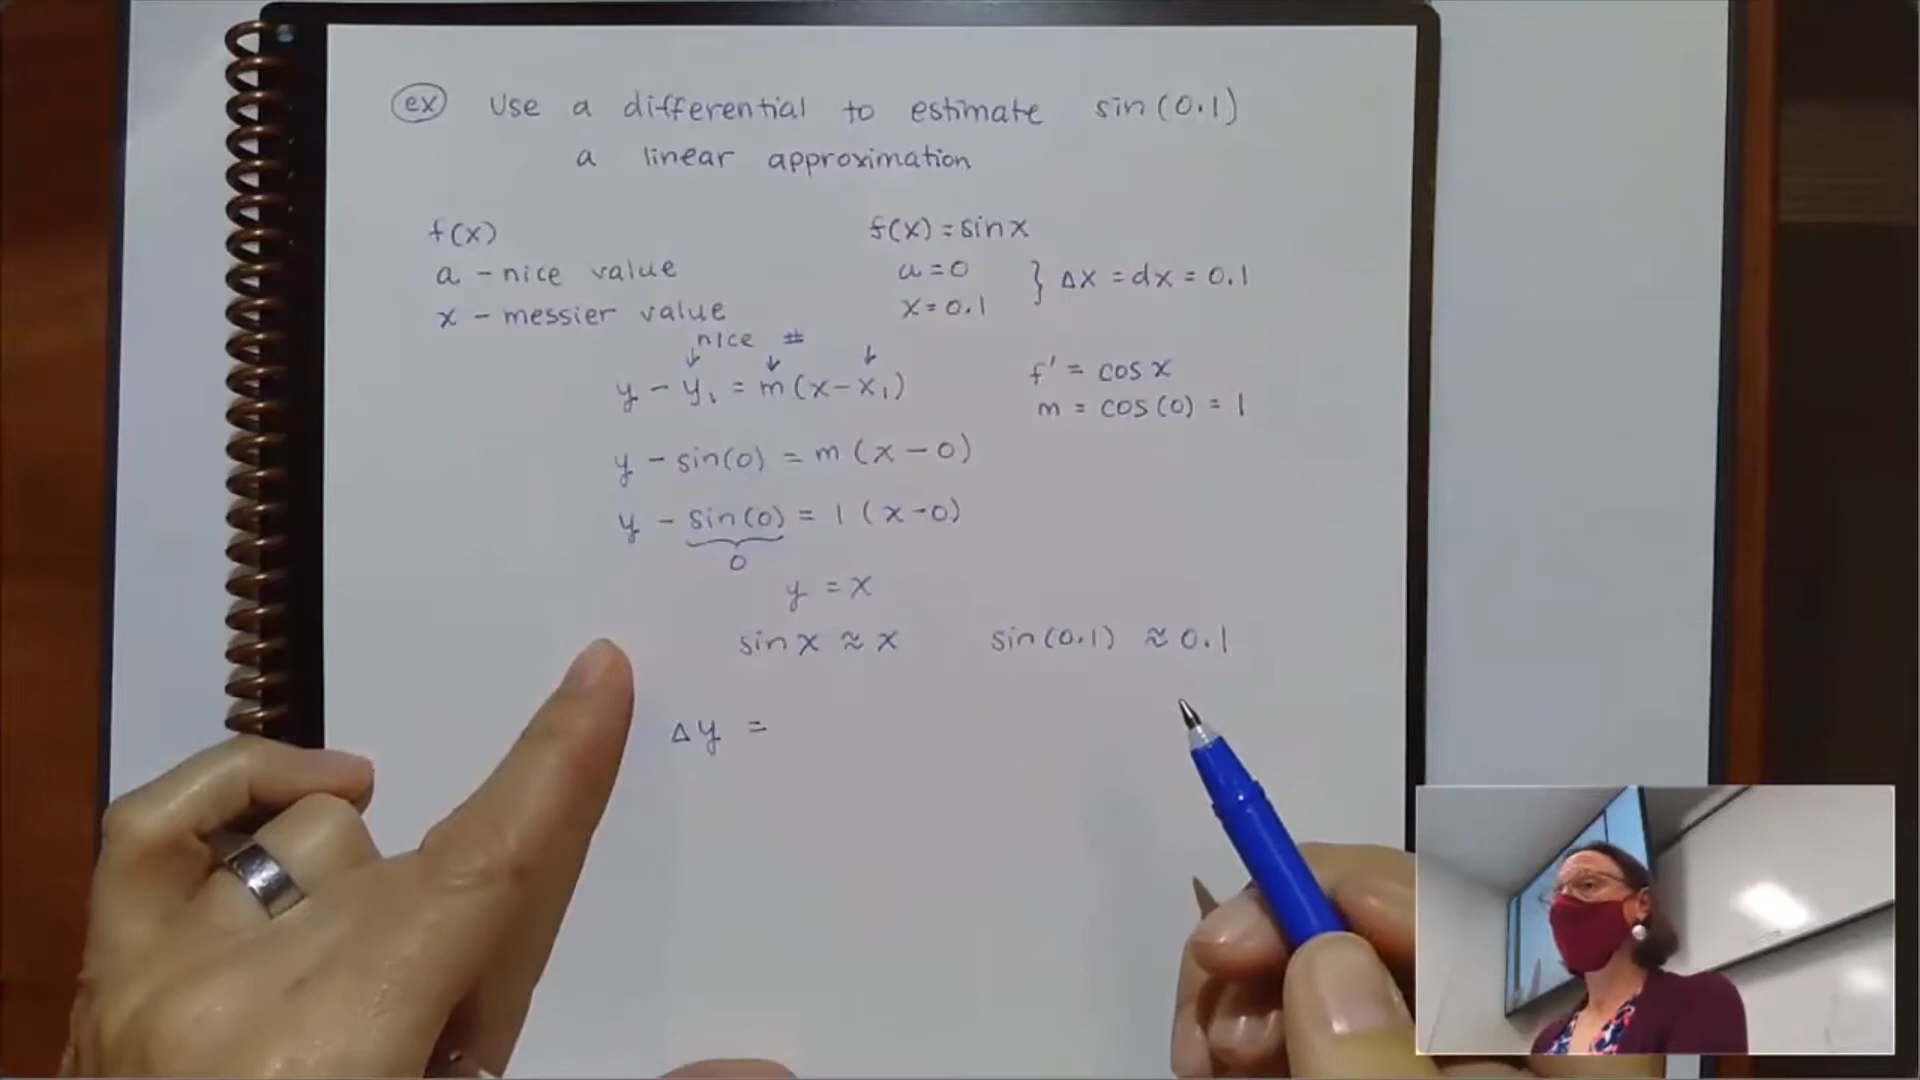 ex Use a differential to estimate sin(0.1)
a linear approximation
f(x)
a - nice value
x - messier value
f(x) = sin x
a = 0
x = 0.1
} Δx = dx = 0.1
nice #
↓ ↓ ↓
y - y₁ = m(x - x₁)
f' = cos x
m = cos(0) = 1
y - sin(0) = m(x - 0)
y - sin(0) = 1(x - 0)
0
y = x
sin x ≈ x
sin(0.1) ≈ 0.1
Δy =